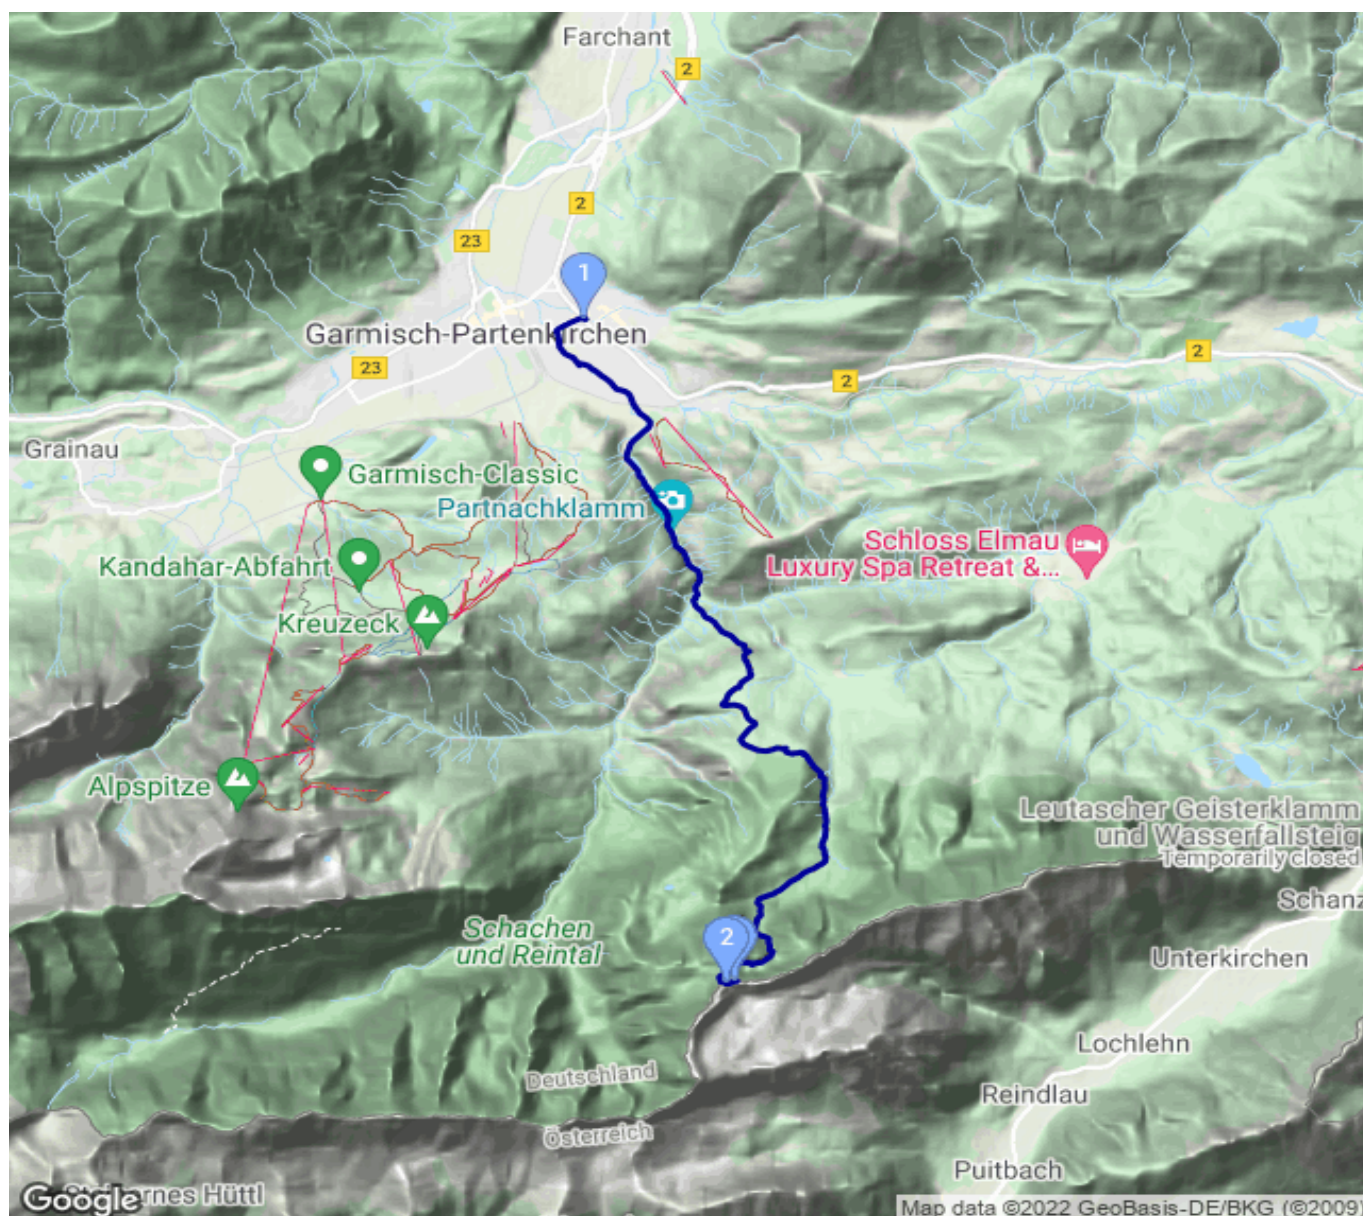 Farchant
2
2
23
1
Garmisch-Partenkirchen
23
2
2
Grainau
Garmisch-Classic
Partnachklamm
Schloss Elmau
Luxury Spa Retreat &...
Kandahar-Abfahrt
Kreuzeck
Alpspitze
Leutascher Geisterklamm
und Wasserfallsteig
Temporarily closed
Schanz
Schachen
und Reintal
2
Unterkirchen
Lochlehn
Deutschland
Reindlau
Österreich
Puitbach
Google
Hüttl
Map data ©2022 GeoBasis-DE/BKG (©2009)